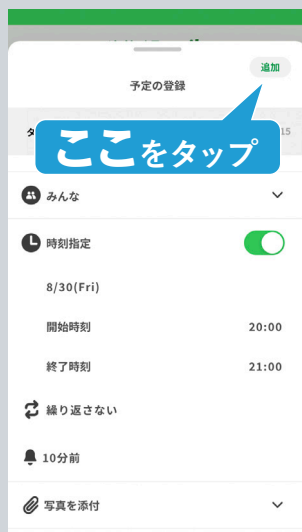 追加
予定の登録
ここをタップ
15
みんな
時刻指定
8/30(Fri)
開始時刻 20:00
終了時刻 21:00
繰り返さない
10分前
写真を添付